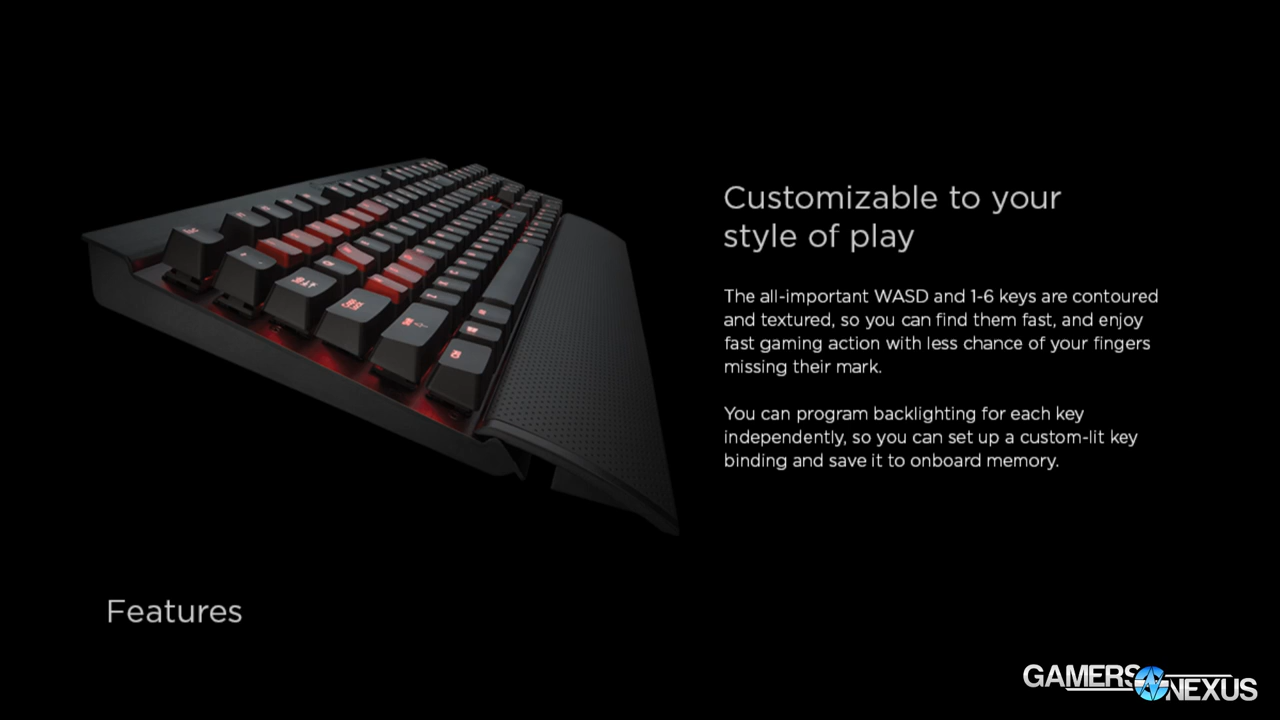 Customizable to your
style of play
The all-important WASD and 1-6 keys are contoured
and textured, so you can find them fast, and enjoy
fast gaming action with less chance of your fingers
missing their mark.
You can program backlighting for each key
independently, so you can set up a custom-lit key
binding and save it to onboard memory.
Features
GAMERS NEXUS